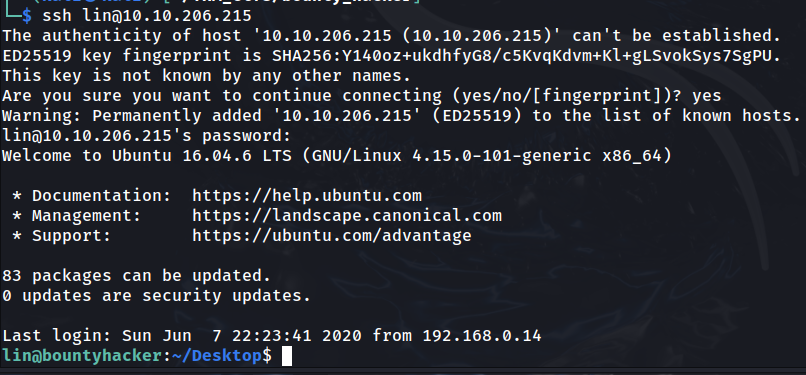 $ ssh lin@10.10.206.215
The authenticity of host '10.10.206.215 (10.10.206.215)' can't be established.
ED25519 key fingerprint is SHA256:Y140oz+ukdhfyG8/c5KvqKdvm+Kl+gLSvokSys7SgPU.
This key is not known by any other names.
Are you sure you want to continue connecting (yes/no/[fingerprint])? yes
Warning: Permanently added '10.10.206.215' (ED25519) to the list of known hosts.
lin@10.10.206.215's password:
Welcome to Ubuntu 16.04.6 LTS (GNU/Linux 4.15.0-101-generic x86_64)
* Documentation:  https://help.ubuntu.com
* Management:     https://landscape.canonical.com
* Support:        https://ubuntu.com/advantage
83 packages can be updated.
0 updates are security updates.
Last login: Sun Jun  7 22:23:41 2020 from 192.168.0.14
lin@bountyhacker:~/Desktop$